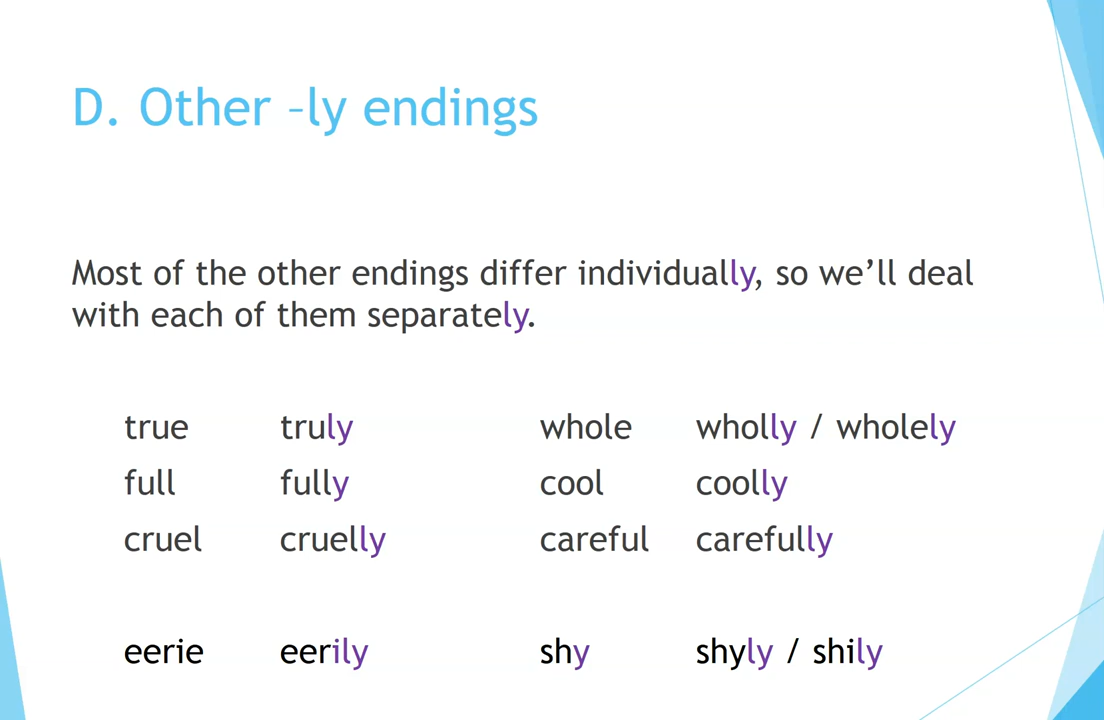 D. Other –ly endings
Most of the other endings differ individually, so we’ll deal
with each of them separately.
true truly whole wholly / wholely
full fully cool coolly
cruel cruelly careful carefully
eerie eerily shy shyly / shily